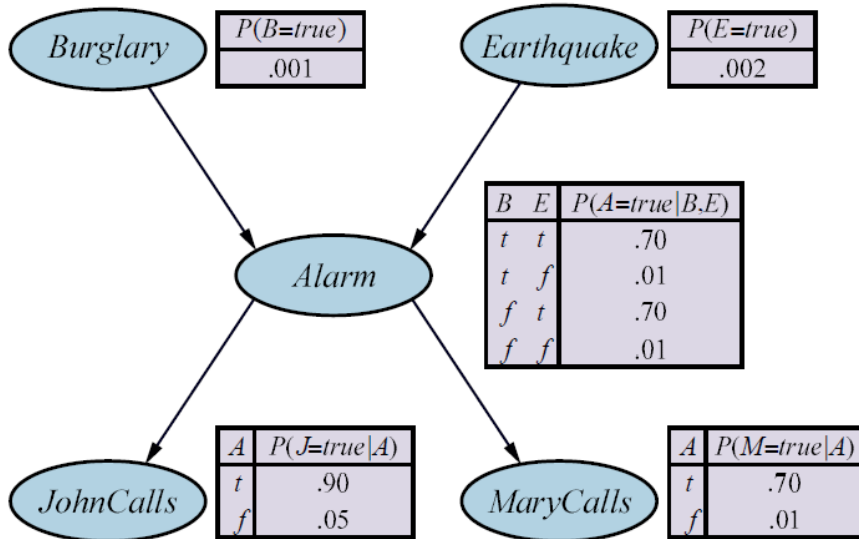 Burglary
P(B=true)
.001
Earthquake
P(E=true)
.002
B E P(A=true|B,E)
t t .70
t f .01
f t .70
f f .01
Alarm
A P(J=true|A)
t .90
f .05
JohnCalls
A P(M=true|A)
t .70
f .01
MaryCalls